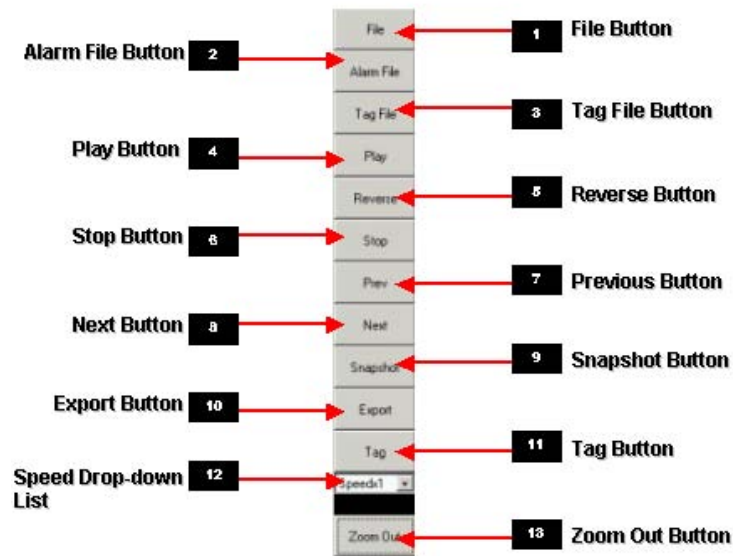 File
1 File Button
Alarm File Button 2
Alarm File
Tag File
3 Tag File Button
Play Button 4
Play
Reverse
5 Reverse Button
Stop Button 6
Stop
Prev
7 Previous Button
Next Button 8
Next
Snapshot
9 Snapshot Button
Export Button 10
Export
Tag
11 Tag Button
Speed Drop-down
List
12
Speedx1
Zoom Out
13 Zoom Out Button